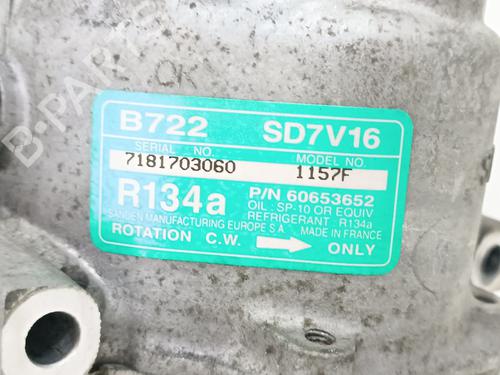 B-PARTS
OK
B722 SD7V16
SERIAL NO. MODEL NO.
7181703060 1157F
R134a P/N 60653652
OIL SP-10 OR EQUIV
REFRIGERANT : R134a
SANDEN MANUFACTURING EUROPE S.A. MADE IN FRANCE
ROTATION C.W. ONLY